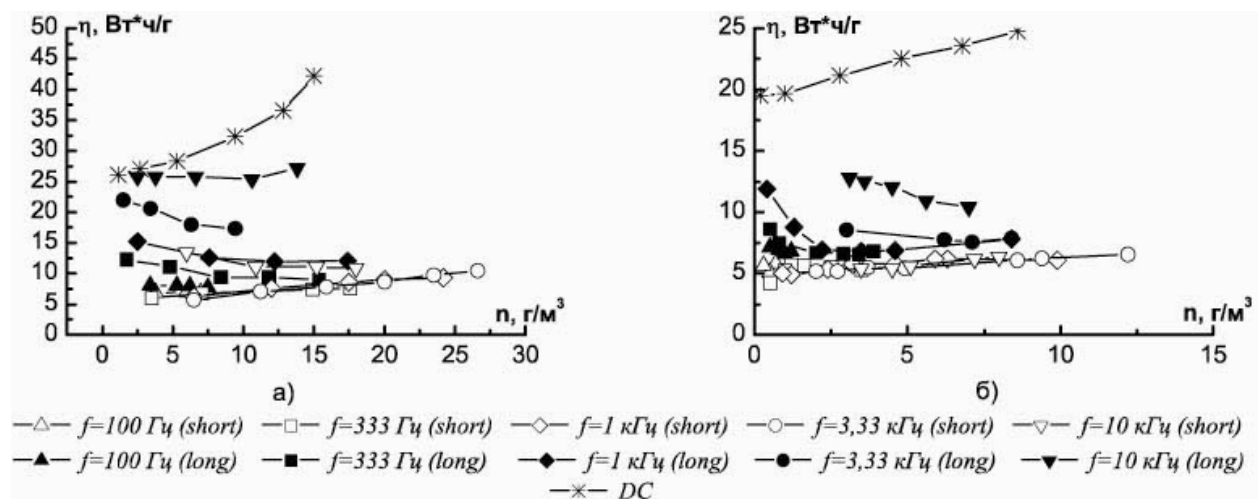 η, Вт*ч/г
50
45
40
35
30
25
20
15
10
5
0
0 5 10 15 20 25 30
n, г/м³
а)
η, Вт*ч/г
25
20
15
10
5
0
0 5 10 15
n, г/м³
б)
f=100 Гц (short) f=333 Гц (short) f=1 кГц (short) f=3,33 кГц (short) f=10 кГц (short)
f=100 Гц (long) f=333 Гц (long) f=1 кГц (long) f=3,33 кГц (long) f=10 кГц (long)
DC